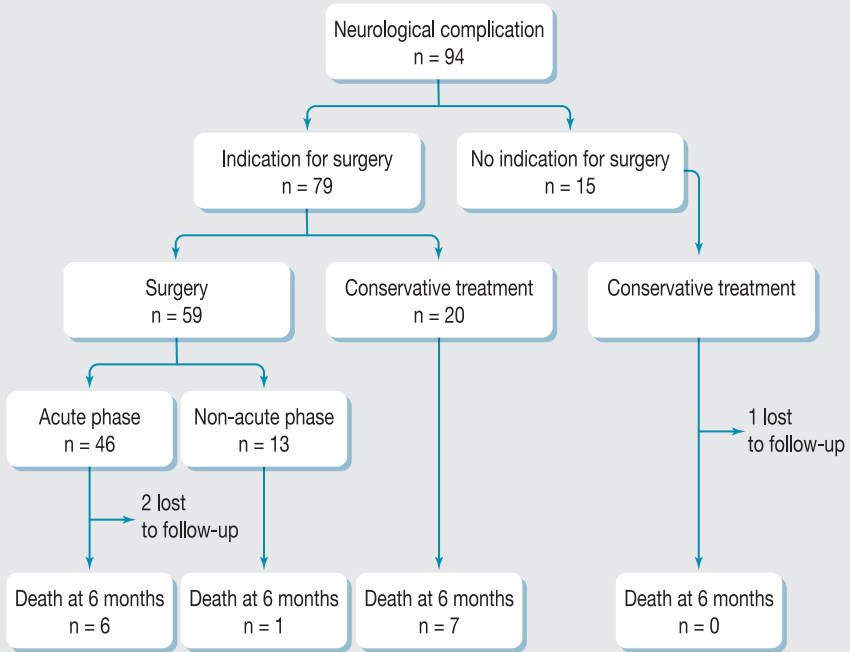 Neurological complication
n = 94
Indication for surgery
n = 79
No indication for surgery
n = 15
Surgery
n = 59
Conservative treatment
n = 20
Conservative treatment
Acute phase
n = 46
Non-acute phase
n = 13
1 lost
to follow-up
2 lost
to follow-up
Death at 6 months
n = 6
Death at 6 months
n = 1
Death at 6 months
n = 7
Death at 6 months
n = 0